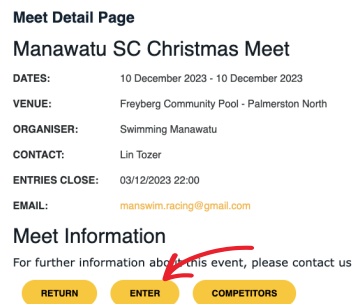 Meet Detail Page
Manawatu SC Christmas Meet
DATES: 10 December 2023 - 10 December 2023
VENUE: Freyberg Community Pool - Palmerston North
ORGANISER: Swimming Manawatu
CONTACT: Lin Tozer
ENTRIES CLOSE: 03/12/2023 22:00
EMAIL: manswim.racing@gmail.com
Meet Information
For further information about this event, please contact us
RETURN ENTER COMPETITORS